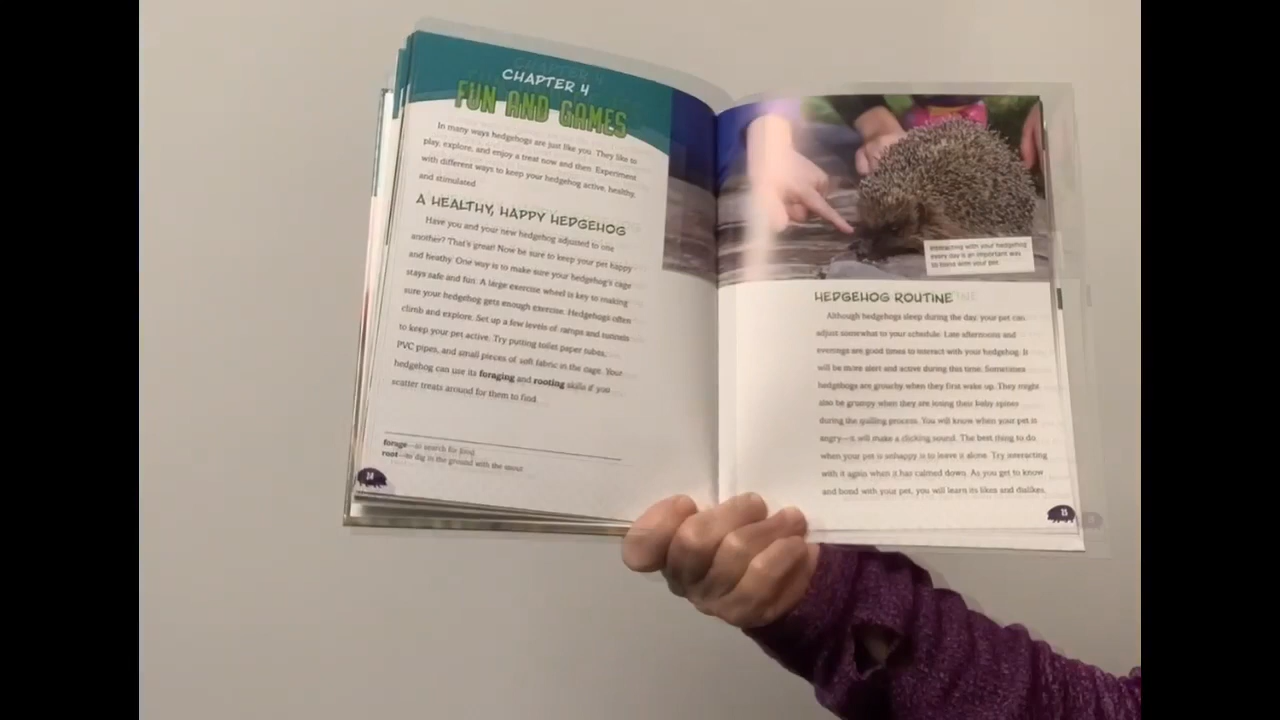 CHAPTER 4
FUN AND GAMES
In many ways hedgehogs are just like you. They like to
play, explore, and enjoy a treat now and then. Experiment
with different ways to keep your hedgehog active, healthy,
and stimulated.
A HEALTHY, HAPPY HEDGEHOG
Have you and your new hedgehog adjusted to one
another? That's great! Now be sure to keep your pet happy
and heathy. One way is to make sure your hedgehog's cage
stays safe and fun. A large exercise wheel is key to making
sure your hedgehog gets enough exercise. Hedgehogs often
climb and explore. Set up a few levels of ramps and tunnels
to keep your pet active. Try putting toilet paper tubes,
PVC pipes, and small pieces of soft fabric in the cage. Your
hedgehog can use its foraging and rooting skills if you
scatter treats around for them to find.
forage—to search for food
root—to dig in the ground with the snout
24
Interacting with your hedgehog
every day is an important way
to bond with your pet.
HEDGEHOG ROUTINE
Although hedgehogs sleep during the day, your pet can
adjust somewhat to your schedule. Late afternoons and
evenings are good times to interact with your hedgehog. It
will be more alert and active during this time. Sometimes
hedgehogs are grouchy when they first wake up. They might
also be grumpy when they are losing their baby spines
during the quilling process. You will know when your pet is
angry—it will make a clicking sound. The best thing to do
when your pet is unhappy is to leave it alone. Try interacting
with it again when it has calmed down. As you get to know
and bond with your pet, you will learn its likes and dislikes.
25